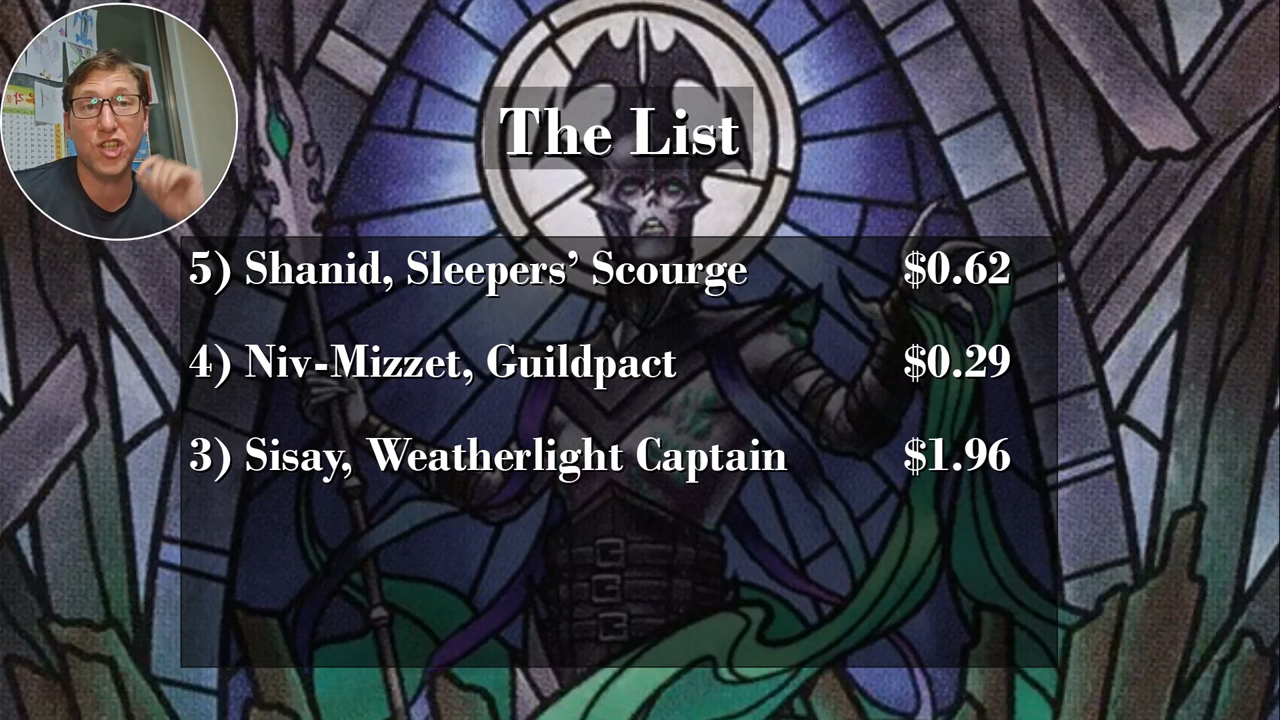 The List
5) Shanid, Sleepers’ Scourge $0.62
4) Niv-Mizzet, Guildpact $0.29
3) Sisay, Weatherlight Captain $1.96